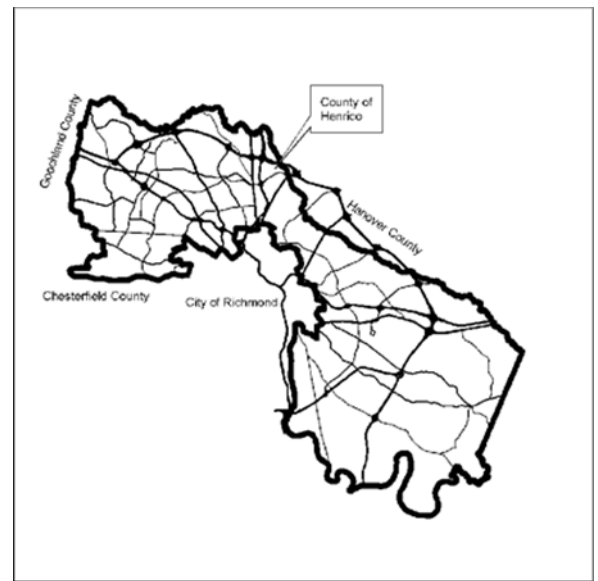 County of
Henrico
Goochland County
Hanover County
Chesterfield County
City of Richmond